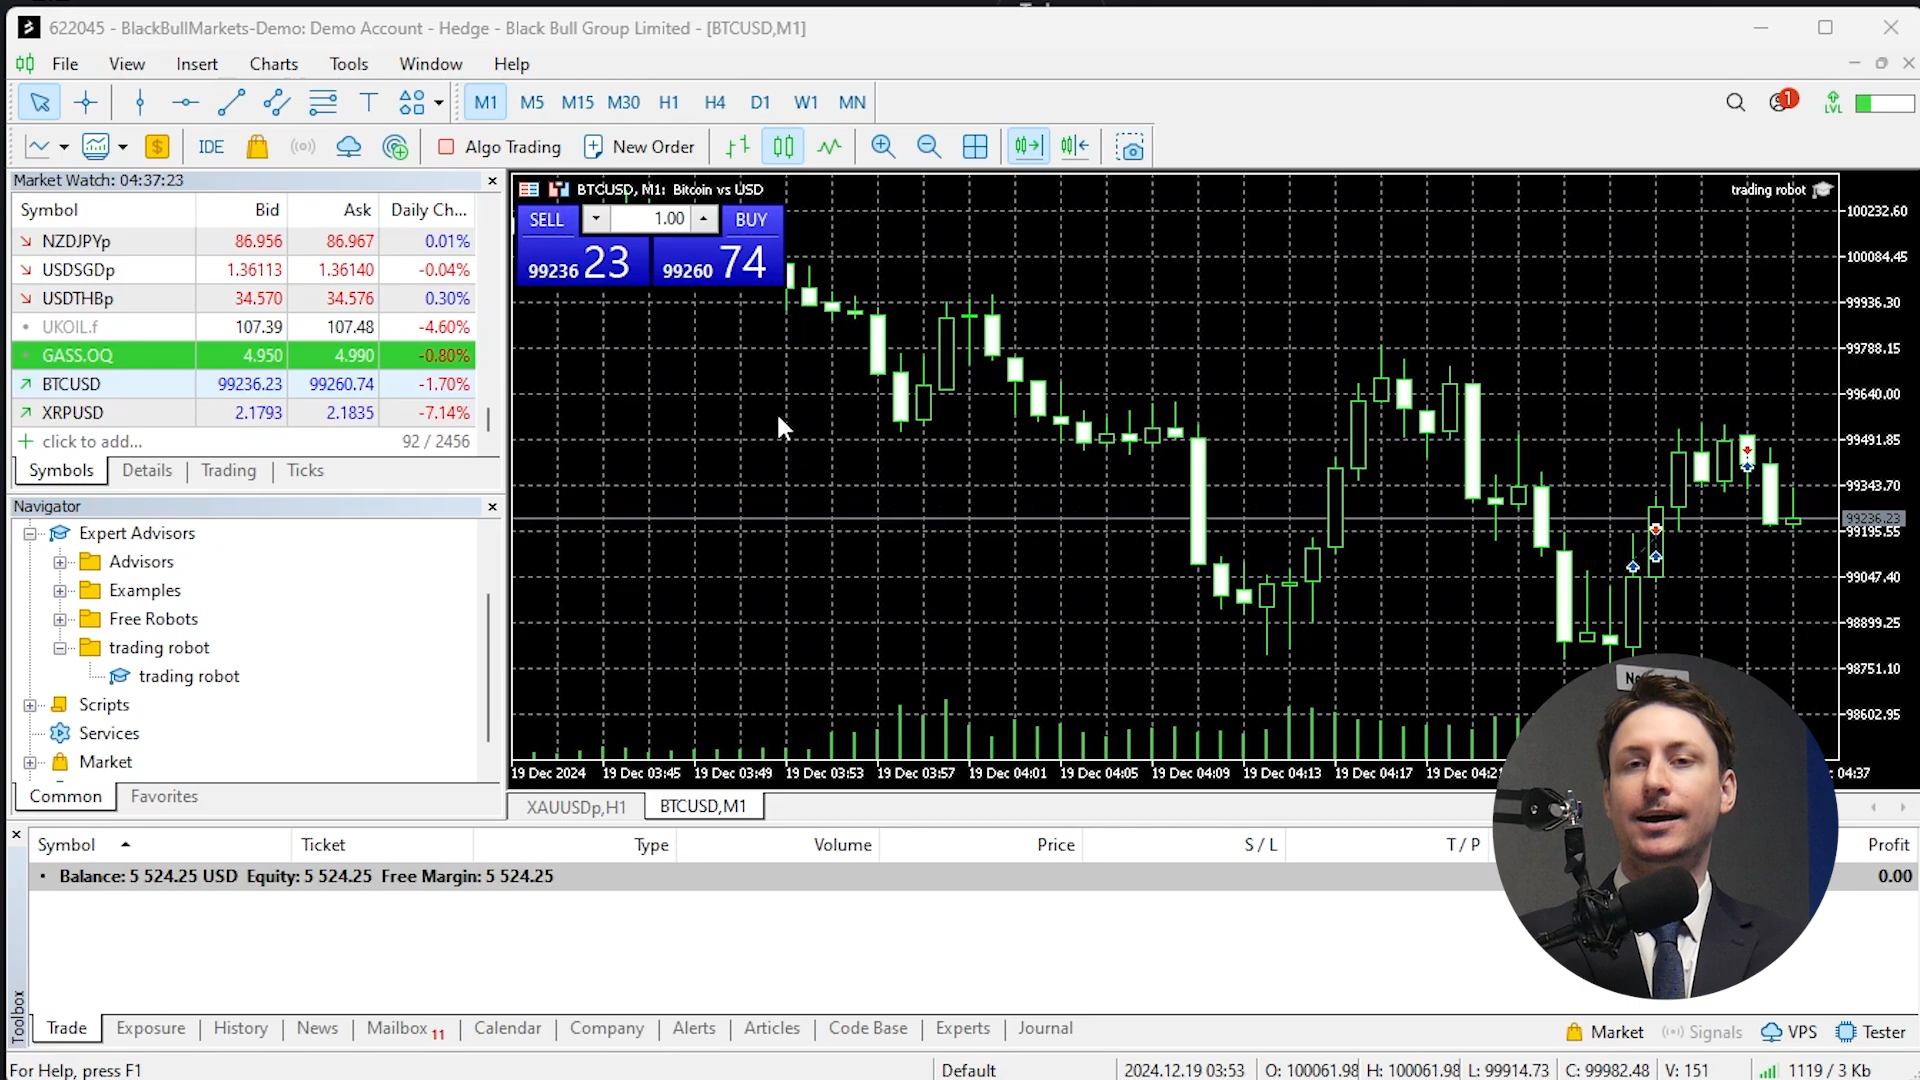 622045 - BlackBullMarkets-Demo: Demo Account - Hedge - Black Bull Group Limited - [BTCUSD,M1]
File View Insert Charts Tools Window Help
M1 M5 M15 M30 H1 H4 D1 W1 MN 1 LVL
IDE Algo Trading New Order
Market Watch: 04:37:23
Symbol Bid Ask Daily Ch...
NZDJPYp 86.956 86.967 0.01%
USDSGDp 1.36113 1.36140 -0.04%
USDTHBp 34.570 34.576 0.30%
UKOIL.f 107.39 107.48 -4.60%
GASS.OQ 4.950 4.990 -0.80%
BTCUSD 99236.23 99260.74 -1.70%
XRPUSD 2.1793 2.1835 -7.14%
click to add... 92 / 2456
Symbols Details Trading Ticks
Navigator
Expert Advisors
Advisors
Examples
Free Robots
trading robot
trading robot
Scripts
Services
Market
Common Favorites
BTCUSD, M1: Bitcoin vs USD
trading robot
SELL 1.00 BUY
99236 23 99260 74
100232.60
100084.45
99936.30
99788.15
99640.00
99491.85
99343.70
99236.23
99195.55
99047.40
98899.25
98751.10
98602.95
19 Dec 2024 19 Dec 03:45 19 Dec 03:49 19 Dec 03:53 19 Dec 03:57 19 Dec 04:01 19 Dec 04:05 19 Dec 04:09 19 Dec 04:13 19 Dec 04:17 19 Dec 04:21 04:37
XAUUSDp,H1 BTCUSD,M1
Symbol Ticket Type Volume Price S / L T / P Profit
Balance: 5 524.25 USD Equity: 5 524.25 Free Margin: 5 524.25 0.00
Toolbox
Trade Exposure History News Mailbox 11 Calendar Company Alerts Articles Code Base Experts Journal
Market Signals VPS Tester
For Help, press F1 Default 2024.12.19 03:53 O: 100061.98 H: 100061.98 L: 99914.73 C: 99982.48 V: 151 1119 / 3 Kb